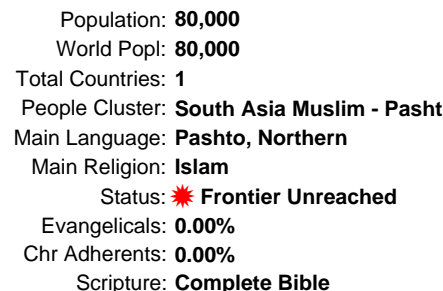 Population: 80,000
World Popl: 80,000
Total Countries: 1
People Cluster: South Asia Muslim - Pasht
Main Language: Pashto, Northern
Main Religion: Islam
Status: Frontier Unreached
Evangelicals: 0.00%
Chr Adherents: 0.00%
Scripture: Complete Bible